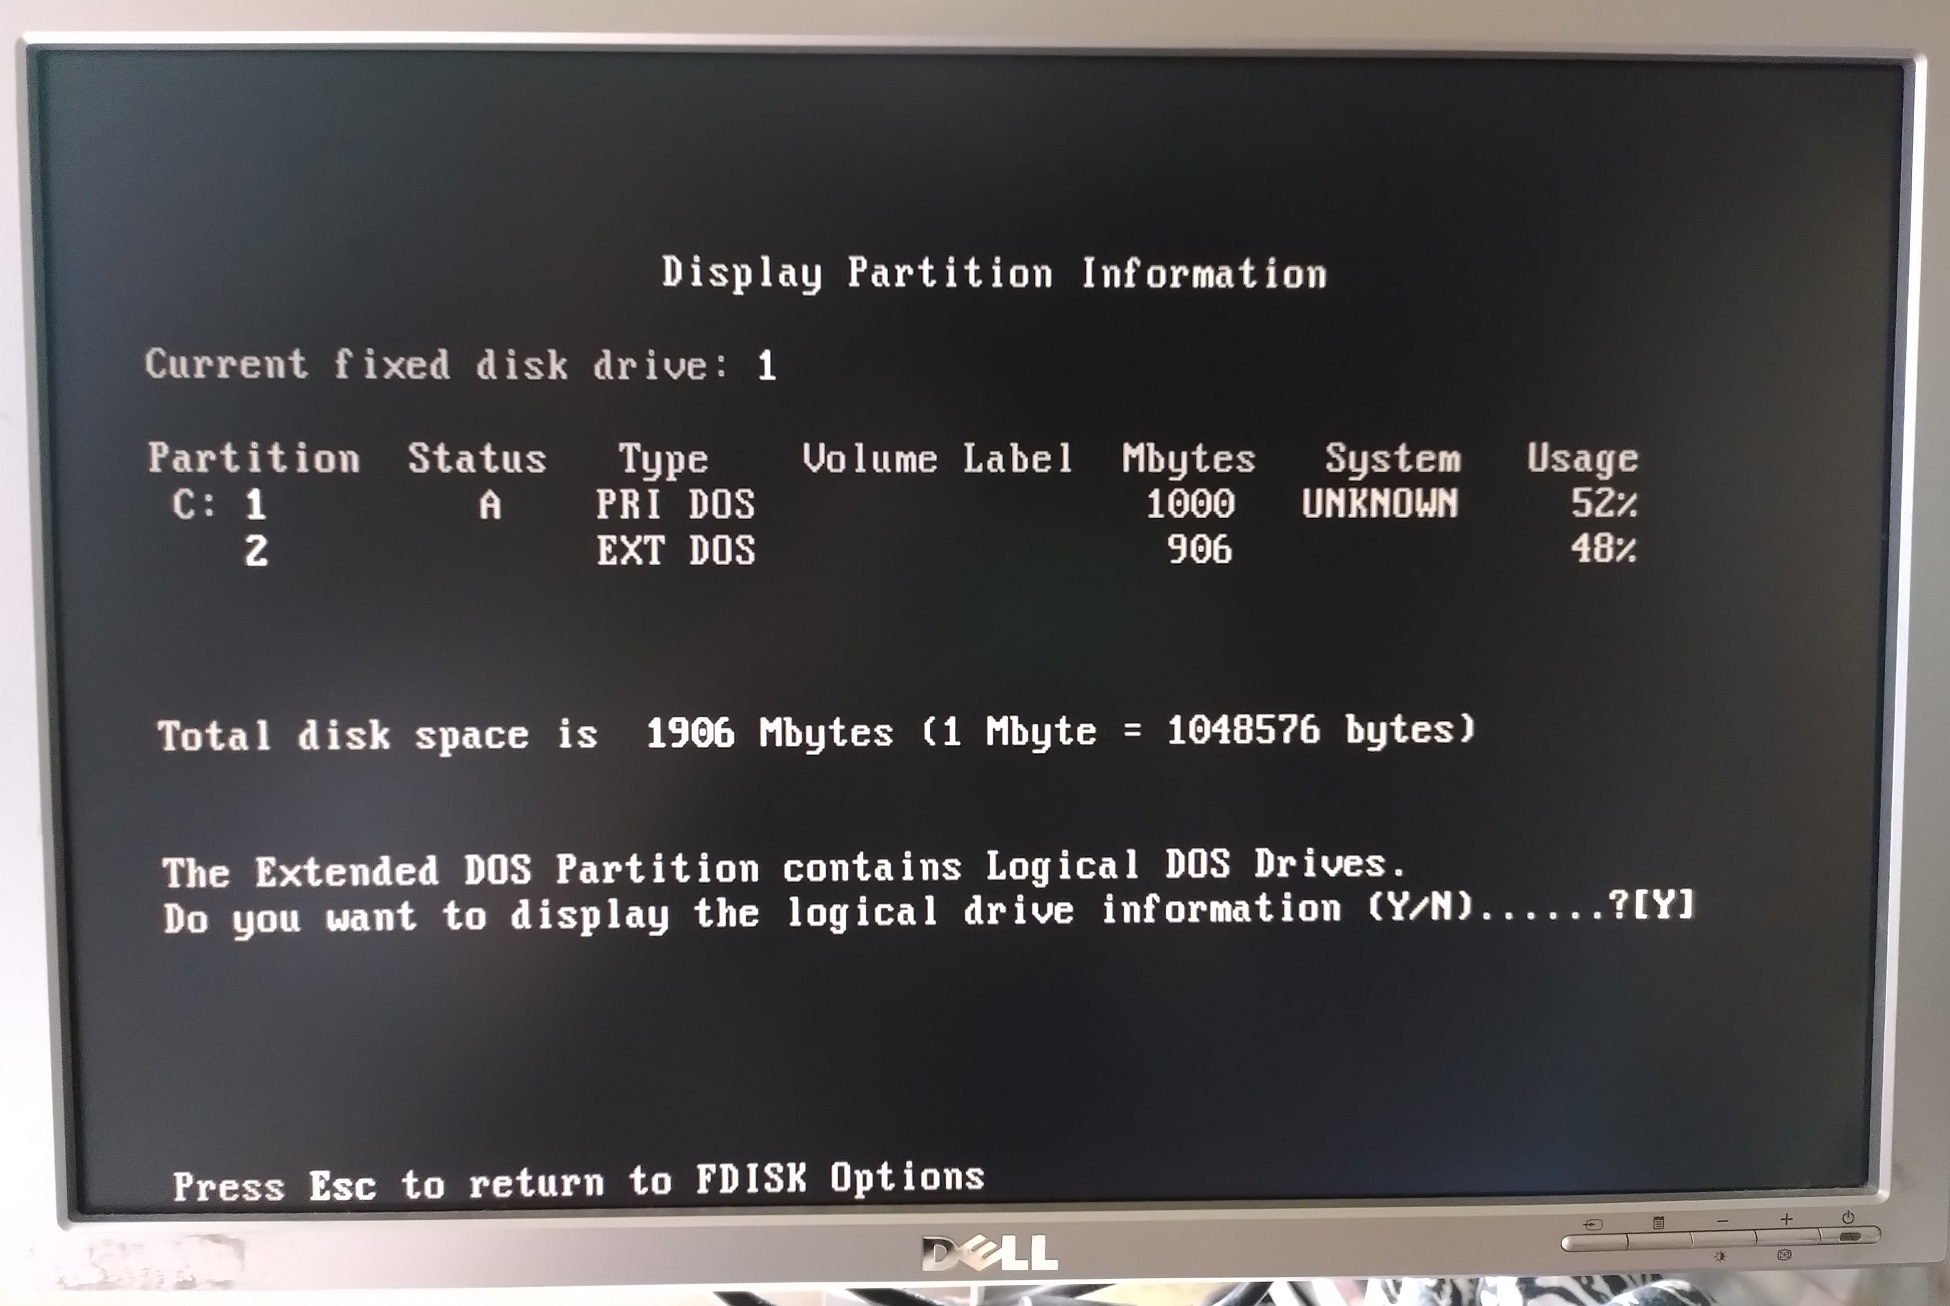 Display Partition Information
Current fixed disk drive: 1
Partition Status Type Volume Label Mbytes System Usage
C: 1 A PRI DOS 1000 UNKNOWN 52%
2 EXT DOS 906 48%
Total disk space is 1906 Mbytes (1 Mbyte = 1048576 bytes)
The Extended DOS Partition contains Logical DOS Drives.
Do you want to display the logical drive information (Y/N)......?[Y]
Press Esc to return to FDISK Options
DELL